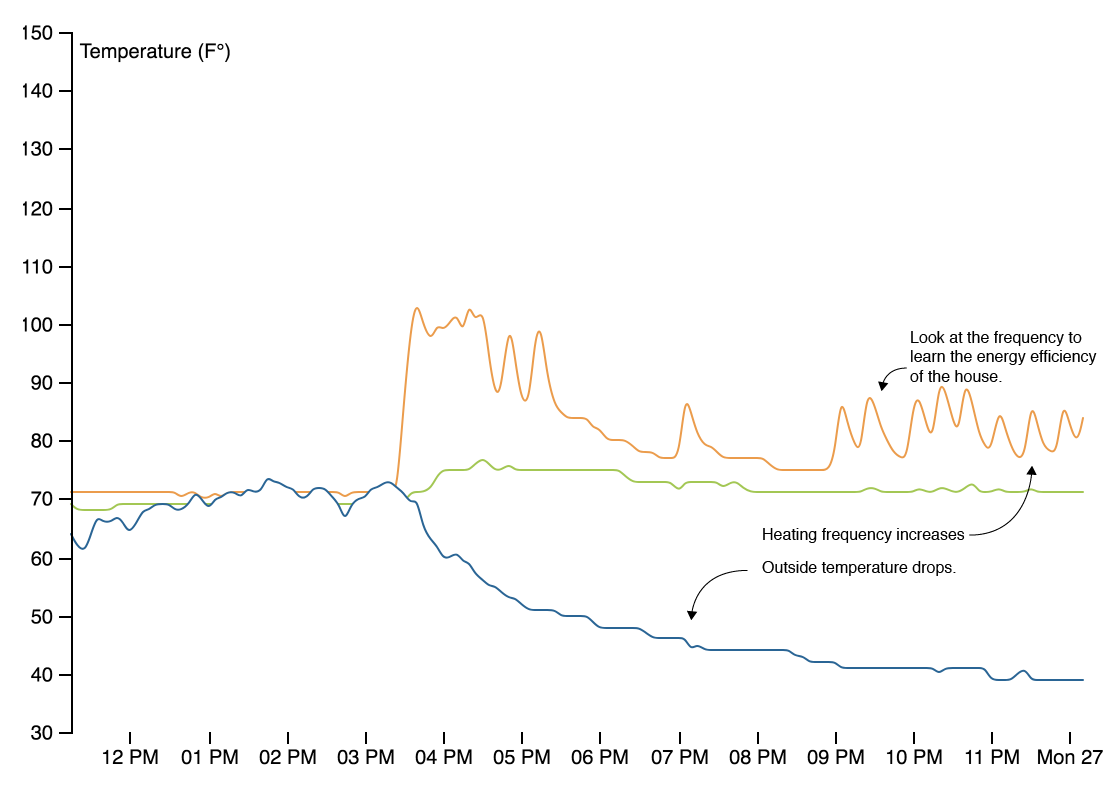 150
Temperature (F°)
140
130
120
110
100
Look at the frequency to
learn the energy efficiency
of the house.
90
80
70
Heating frequency increases
60
Outside temperature drops.
50
40
30
12 PM 01 PM 02 PM 03 PM 04 PM 05 PM 06 PM 07 PM 08 PM 09 PM 10 PM 11 PM Mon 27